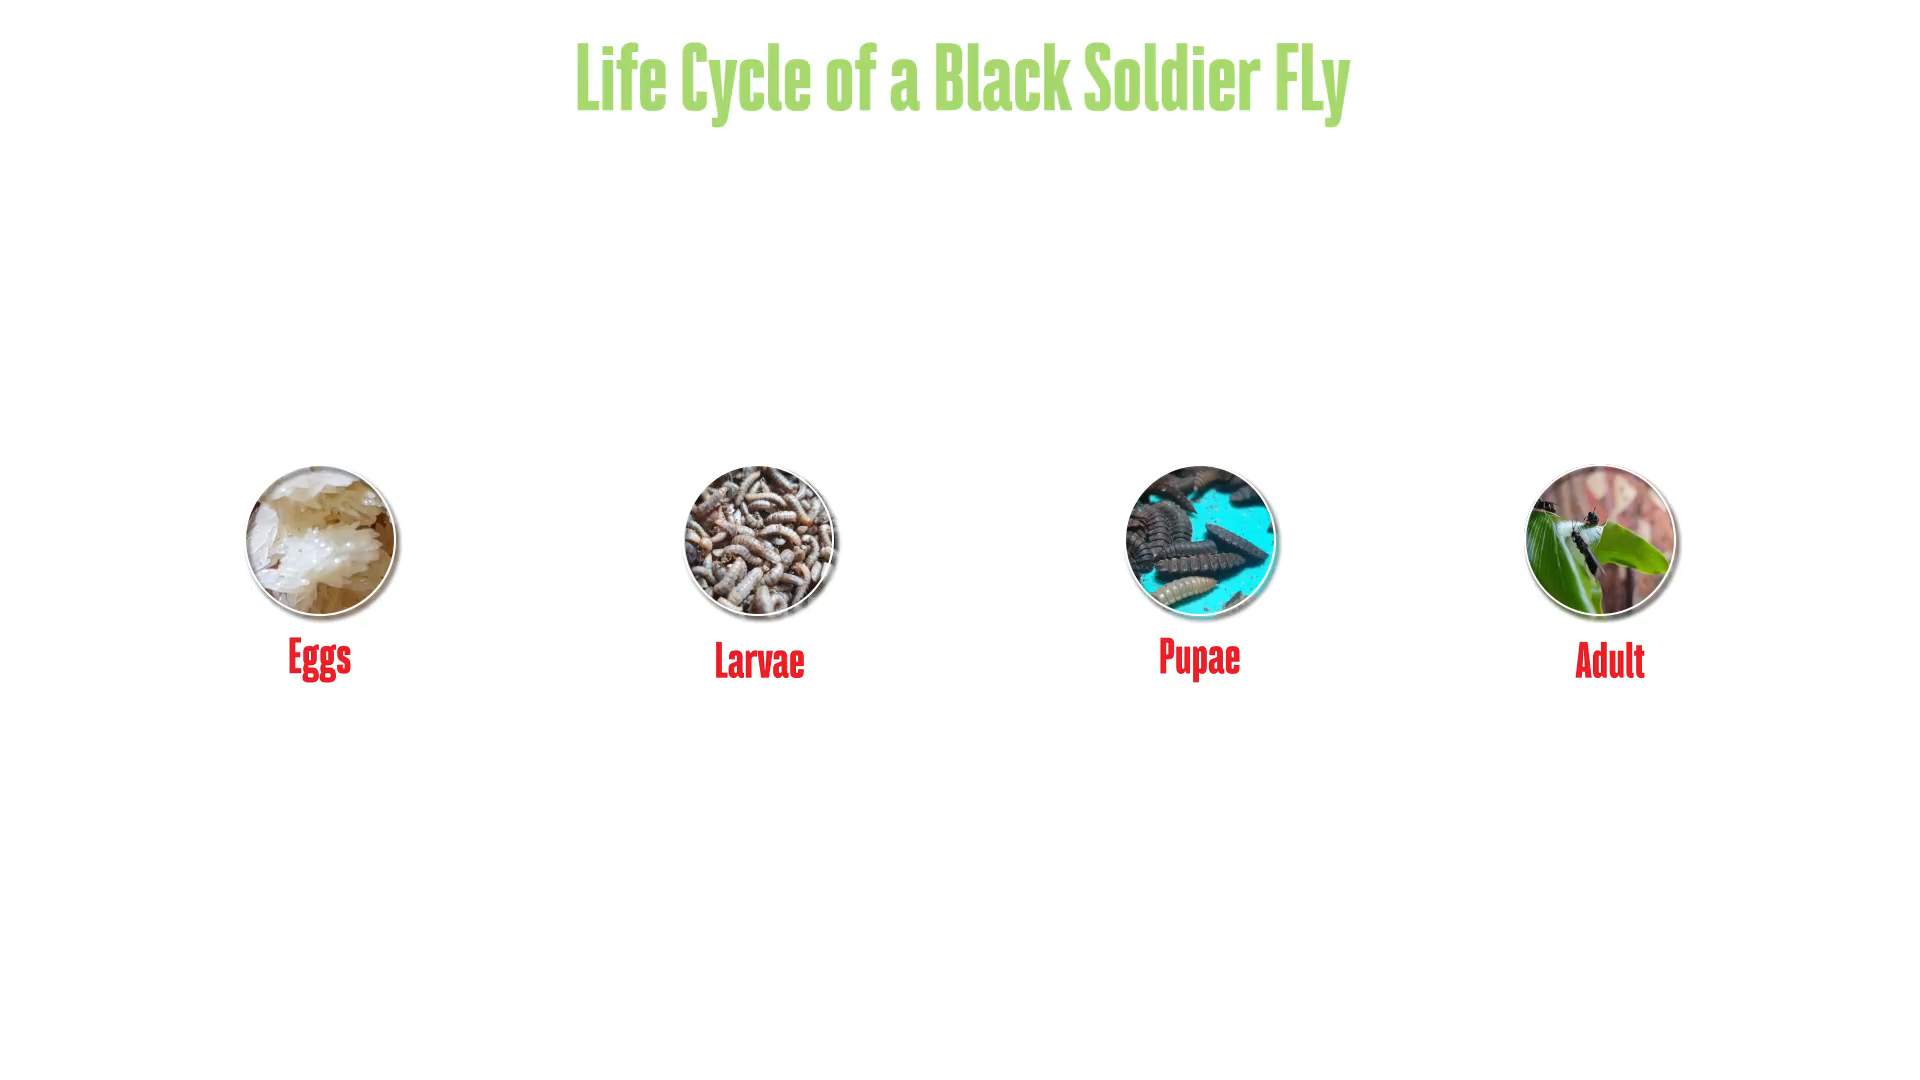 Life Cycle of a Black Soldier FLy
Eggs
Larvae
Pupae
Adult